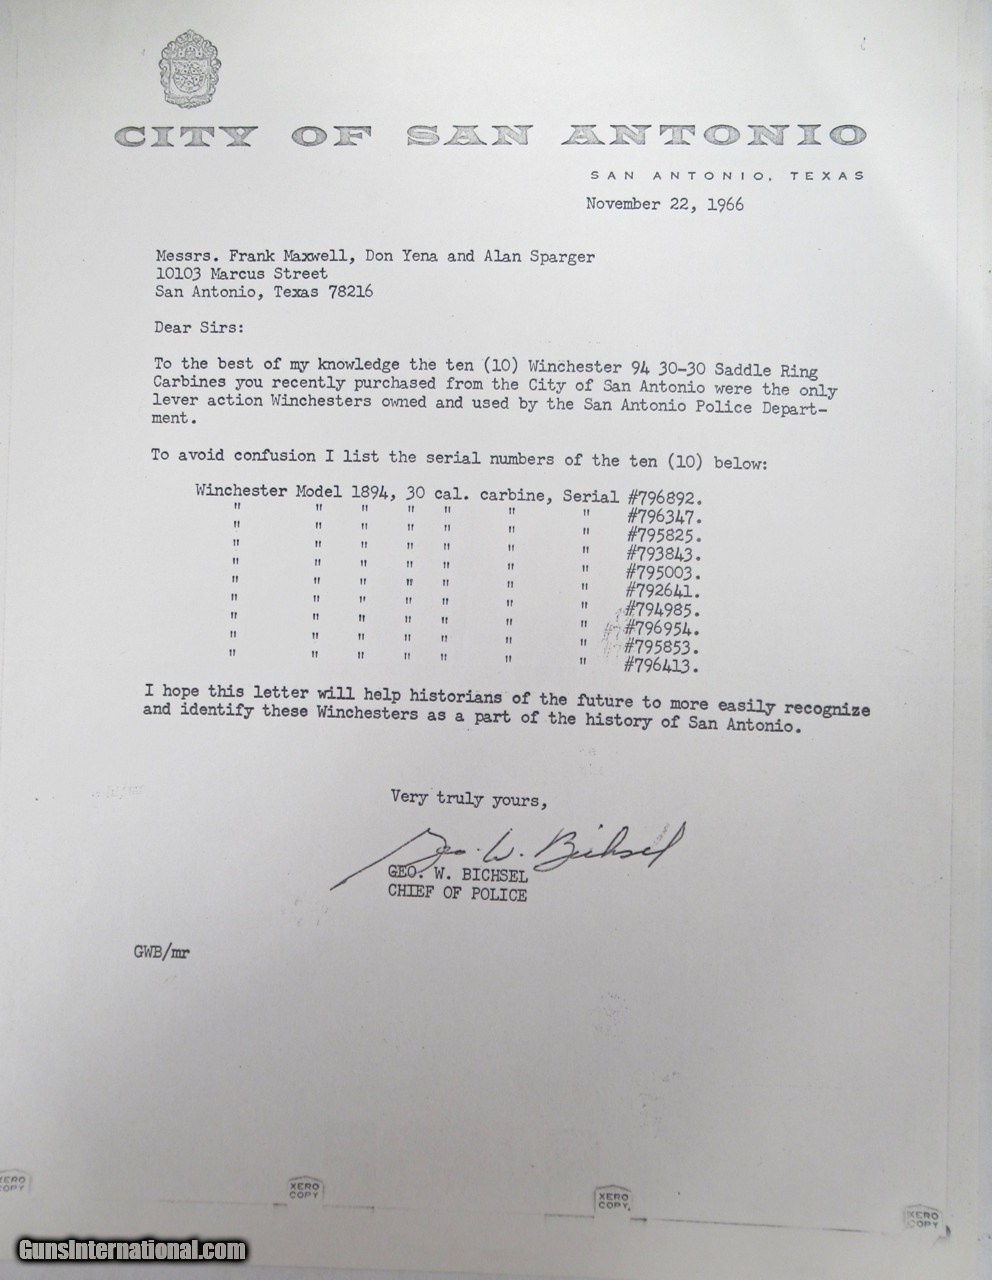 CITY OF SAN ANTONIO
SAN ANTONIO, TEXAS
November 22, 1966
Messrs. Frank Maxwell, Don Yena and Alan Sparger
10103 Marcus Street
San Antonio, Texas 78216
Dear Sirs:
To the best of my knowledge the ten (10) Winchester 94 30-30 Saddle Ring
Carbines you recently purchased from the City of San Antonio were the only
lever action Winchesters owned and used by the San Antonio Police Depart-
ment.
To avoid confusion I list the serial numbers of the ten (10) below:
Winchester Model 1894, 30 cal. carbine, Serial #796892.
" " " " " " " #796347.
" " " " " " " #795825.
" " " " " " " #793843.
" " " " " " " #795003.
" " " " " " " #792641.
" " " " " " " #794985.
" " " " " " " #796954.
" " " " " " " #795853.
" " " " " " " #796413.
I hope this letter will help historians of the future to more easily recognize
and identify these Winchesters as a part of the history of San Antonio.
Very truly yours,
Geo. W. Bichsel
GEO. W. BICHSEL
CHIEF OF POLICE
GWB/mr
XERO
COPY
XERO
COPY
XERO
COPY
XERO
COPY
GunsInternational.com